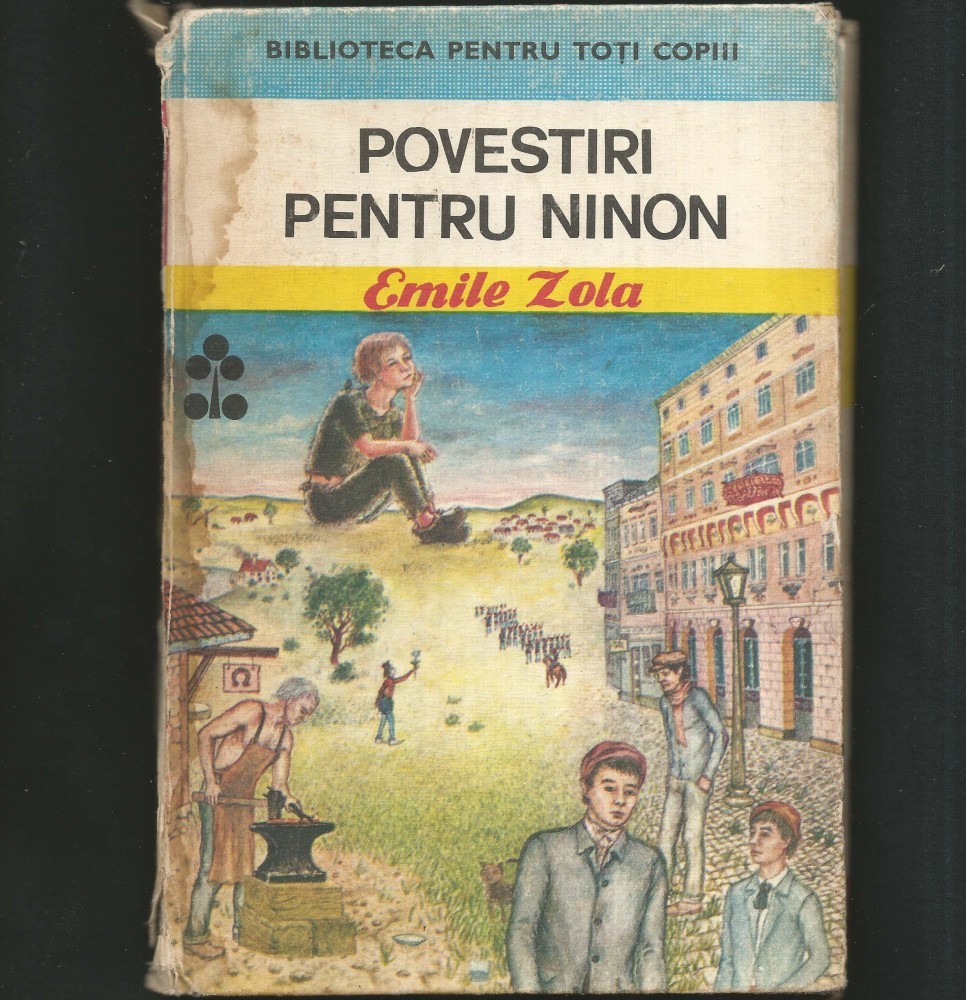 BIBLIOTECA PENTRU TOȚI COPIII
POVESTIRI
PENTRU NINON
Emile Zola